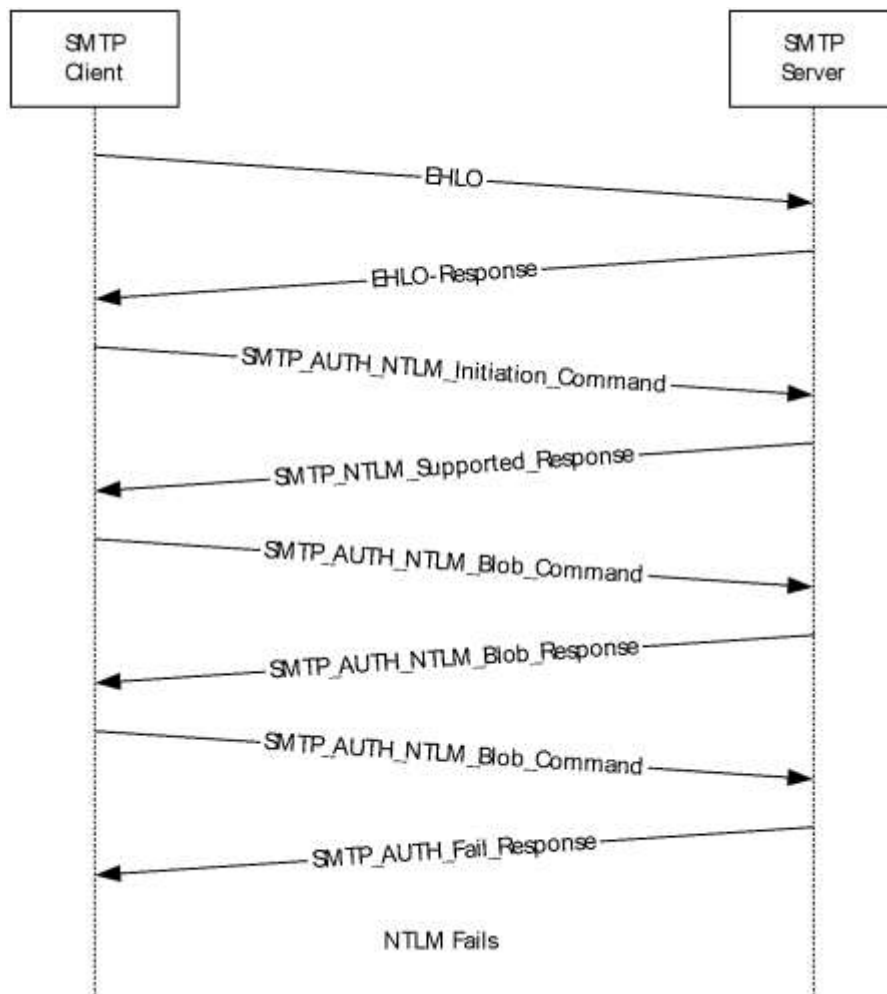 SMTP
Client
SMTP
Server
EHLO
EHLO-Response
SMTP_AUTH_NTLM_Initiation_Command
SMTP_NTLM_Supported_Response
SMTP_AUTH_NTLM_Blob_Command
SMTP_AUTH_NTLM_Blob_Response
SMTP_AUTH_NTLM_Blob_Command
SMTP_AUTH_Fail_Response
NTLM Fails